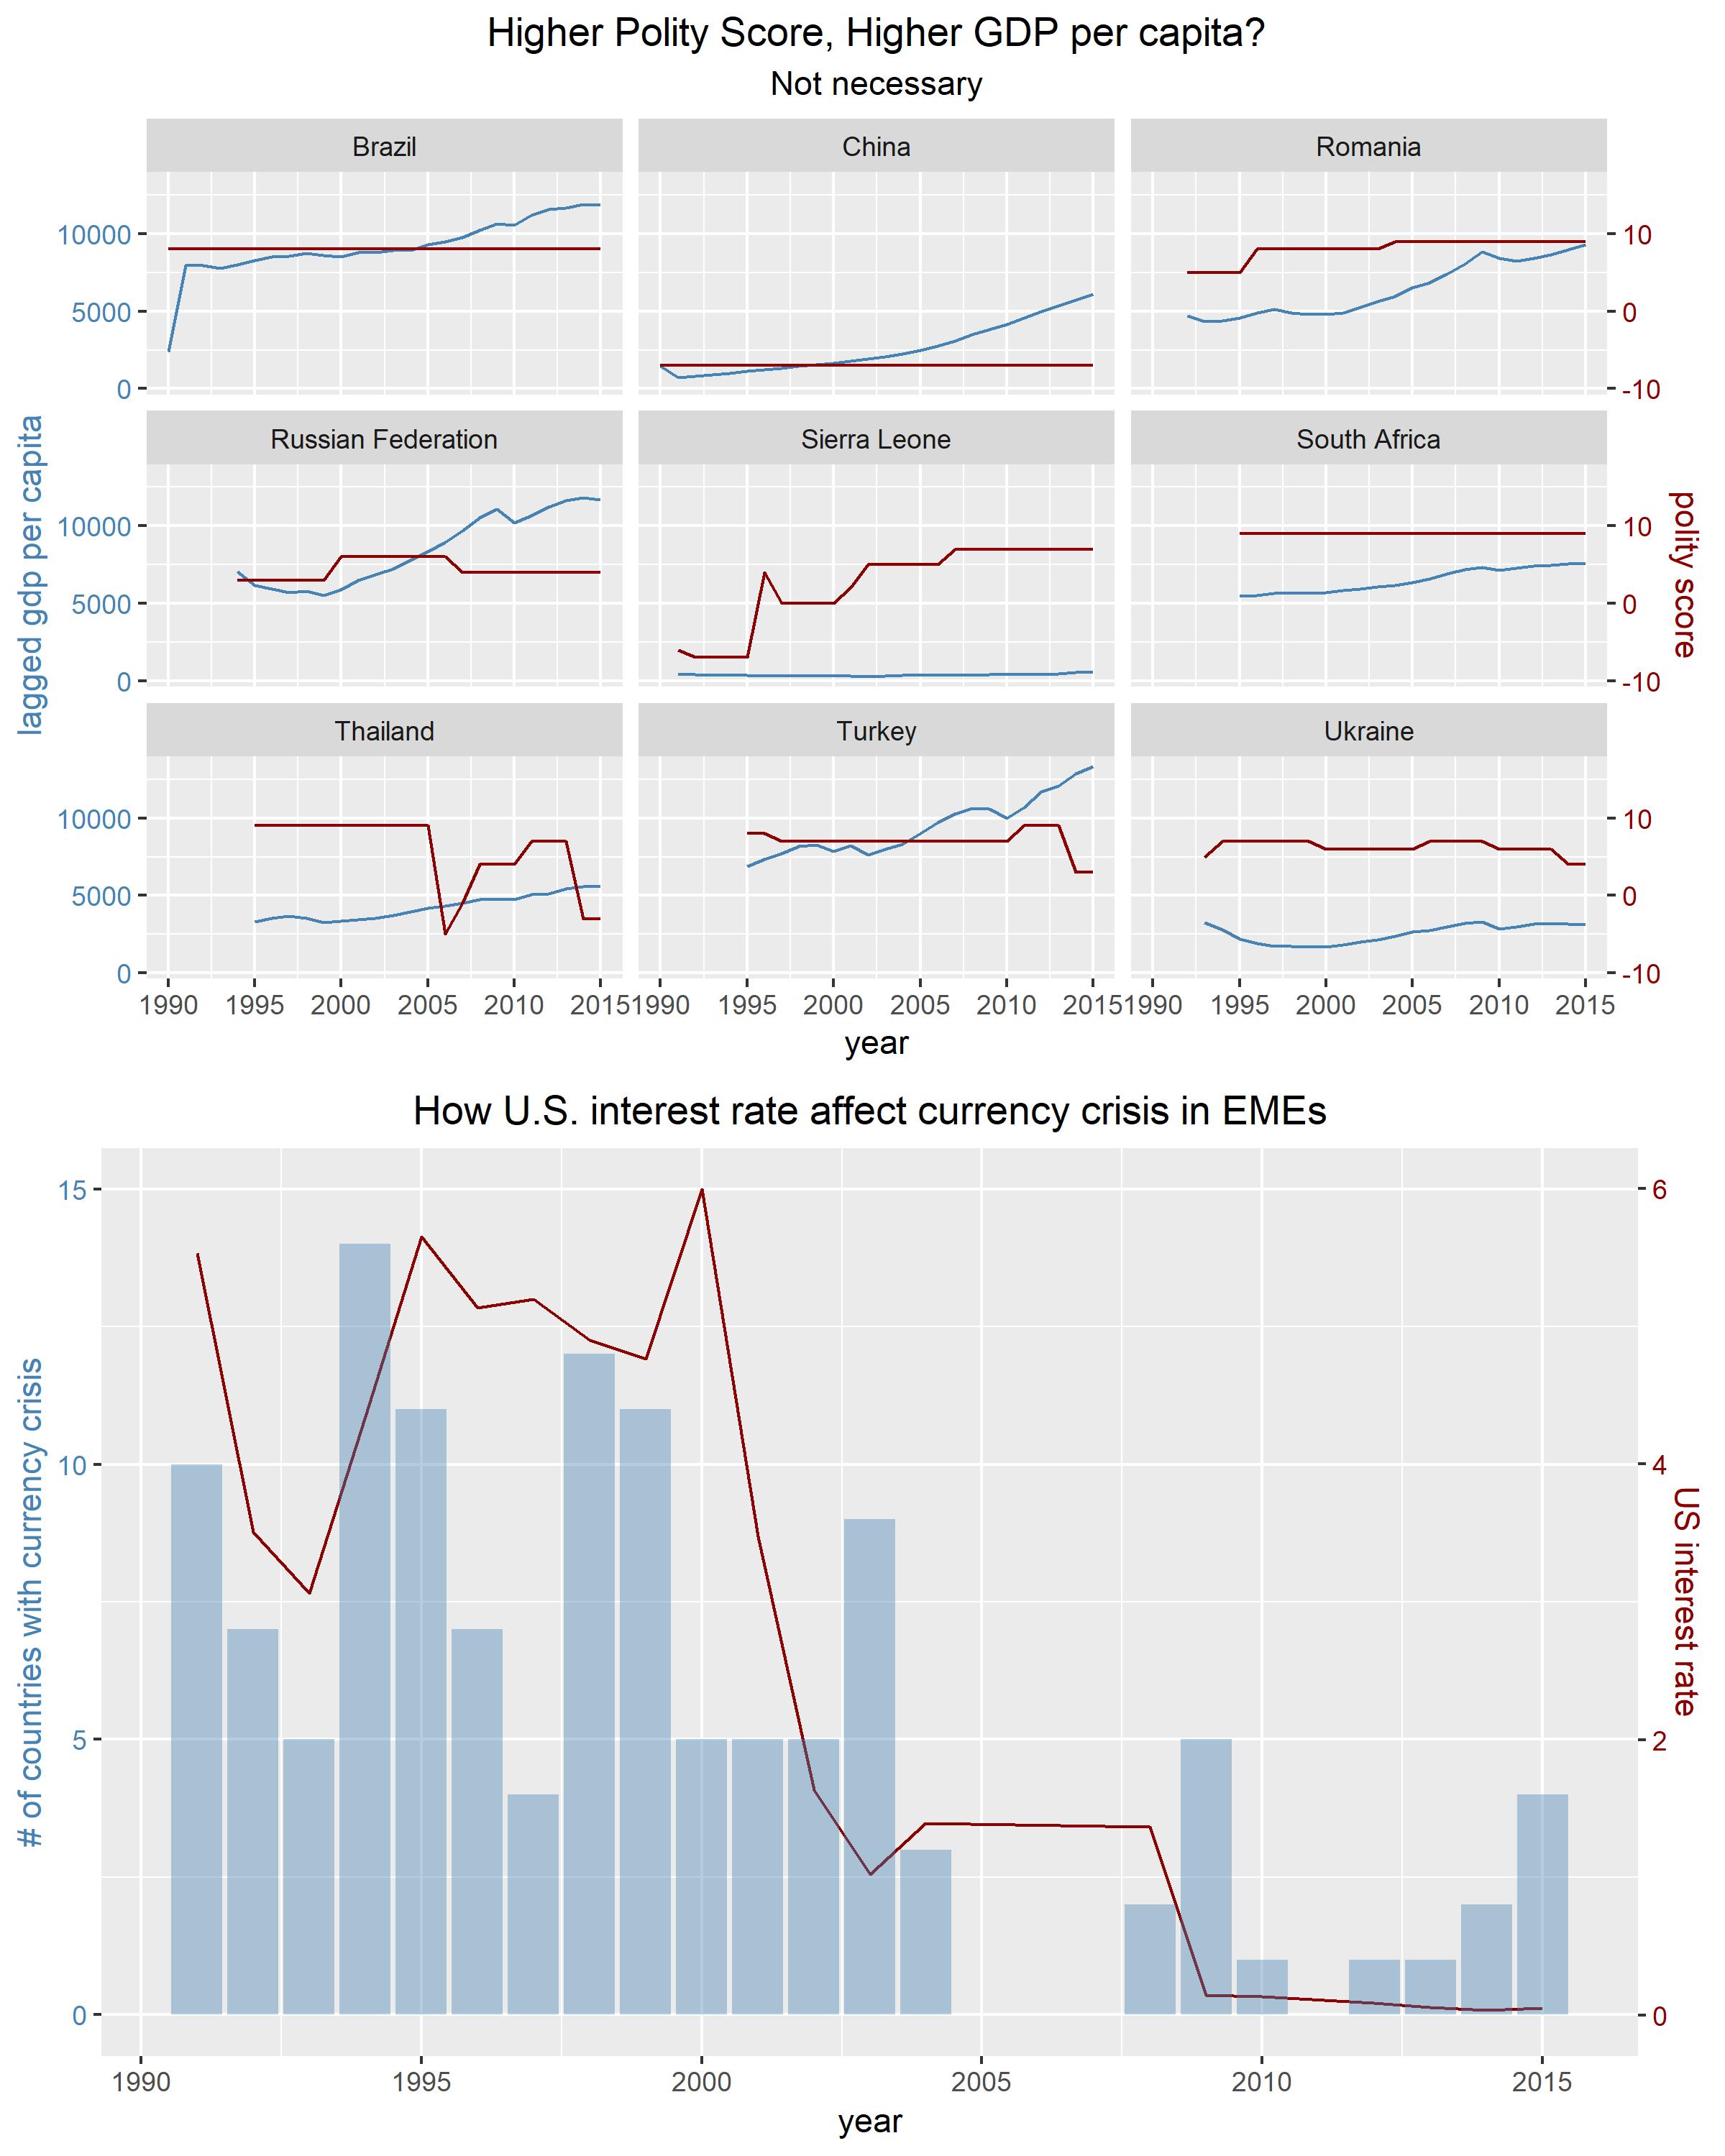 Higher Polity Score, Higher GDP per capita?
Not necessary
Brazil
China
Romania
10000
5000
0
10
0
-10
Russian Federation
Sierra Leone
South Africa
10000
5000
0
10
0
-10
Thailand
Turkey
Ukraine
10000
5000
0
10
0
-10
lagged gdp per capita
polity score
1990 1995 2000 2005 2010 2015
1990 1995 2000 2005 2010 2015
1990 1995 2000 2005 2010 2015
year
How U.S. interest rate affect currency crisis in EMEs
15
10
5
0
# of countries with currency crisis
6
4
2
0
US interest rate
1990 1995 2000 2005 2010 2015
year